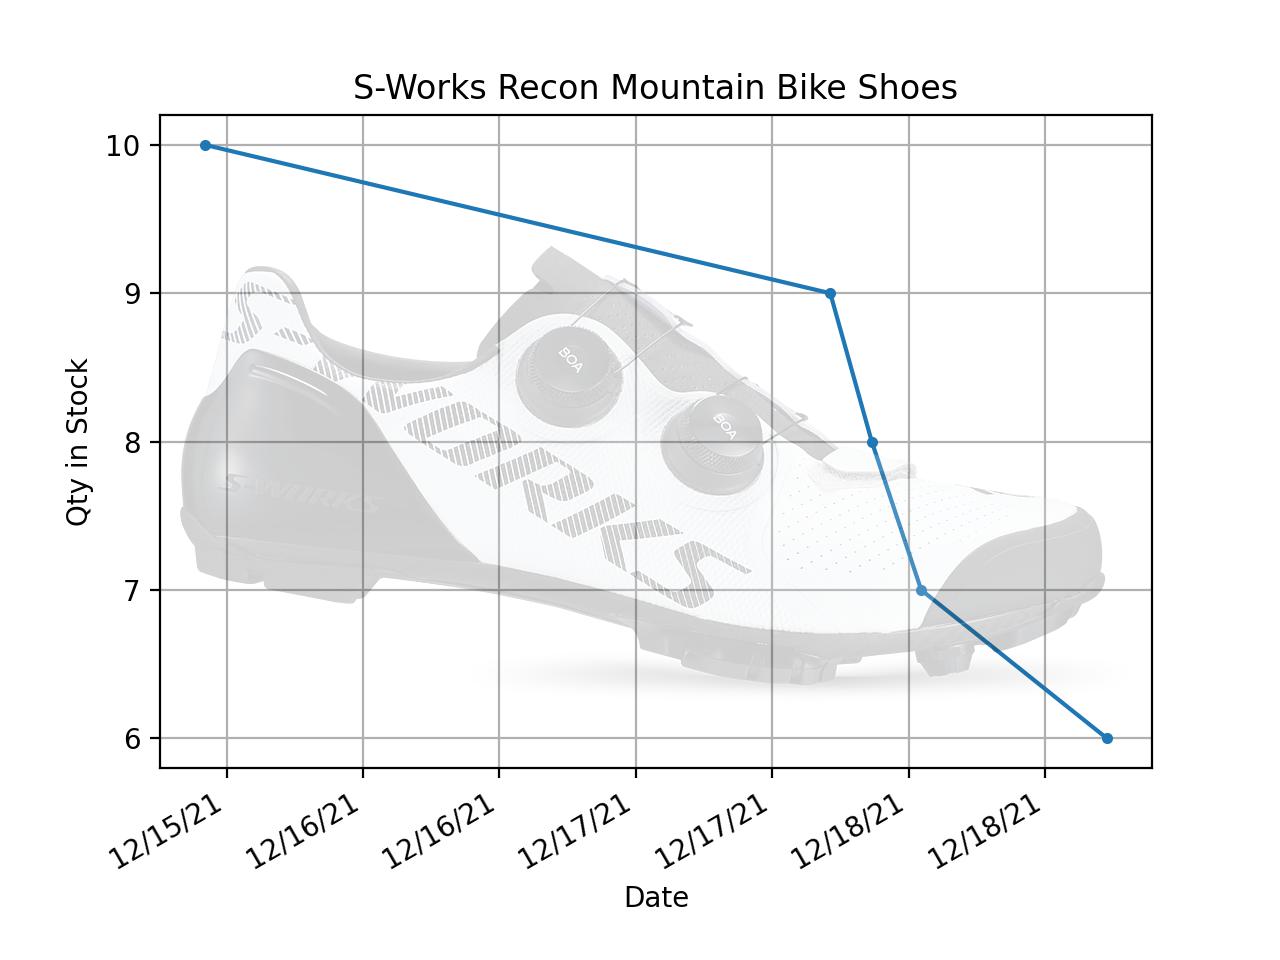 S-Works Recon Mountain Bike Shoes
10
9
8
7
6
Qty in Stock
BOA
BOA
S-WORKS
S-WORKS
12/15/21 12/16/21 12/16/21 12/17/21 12/17/21 12/18/21 12/18/21
Date